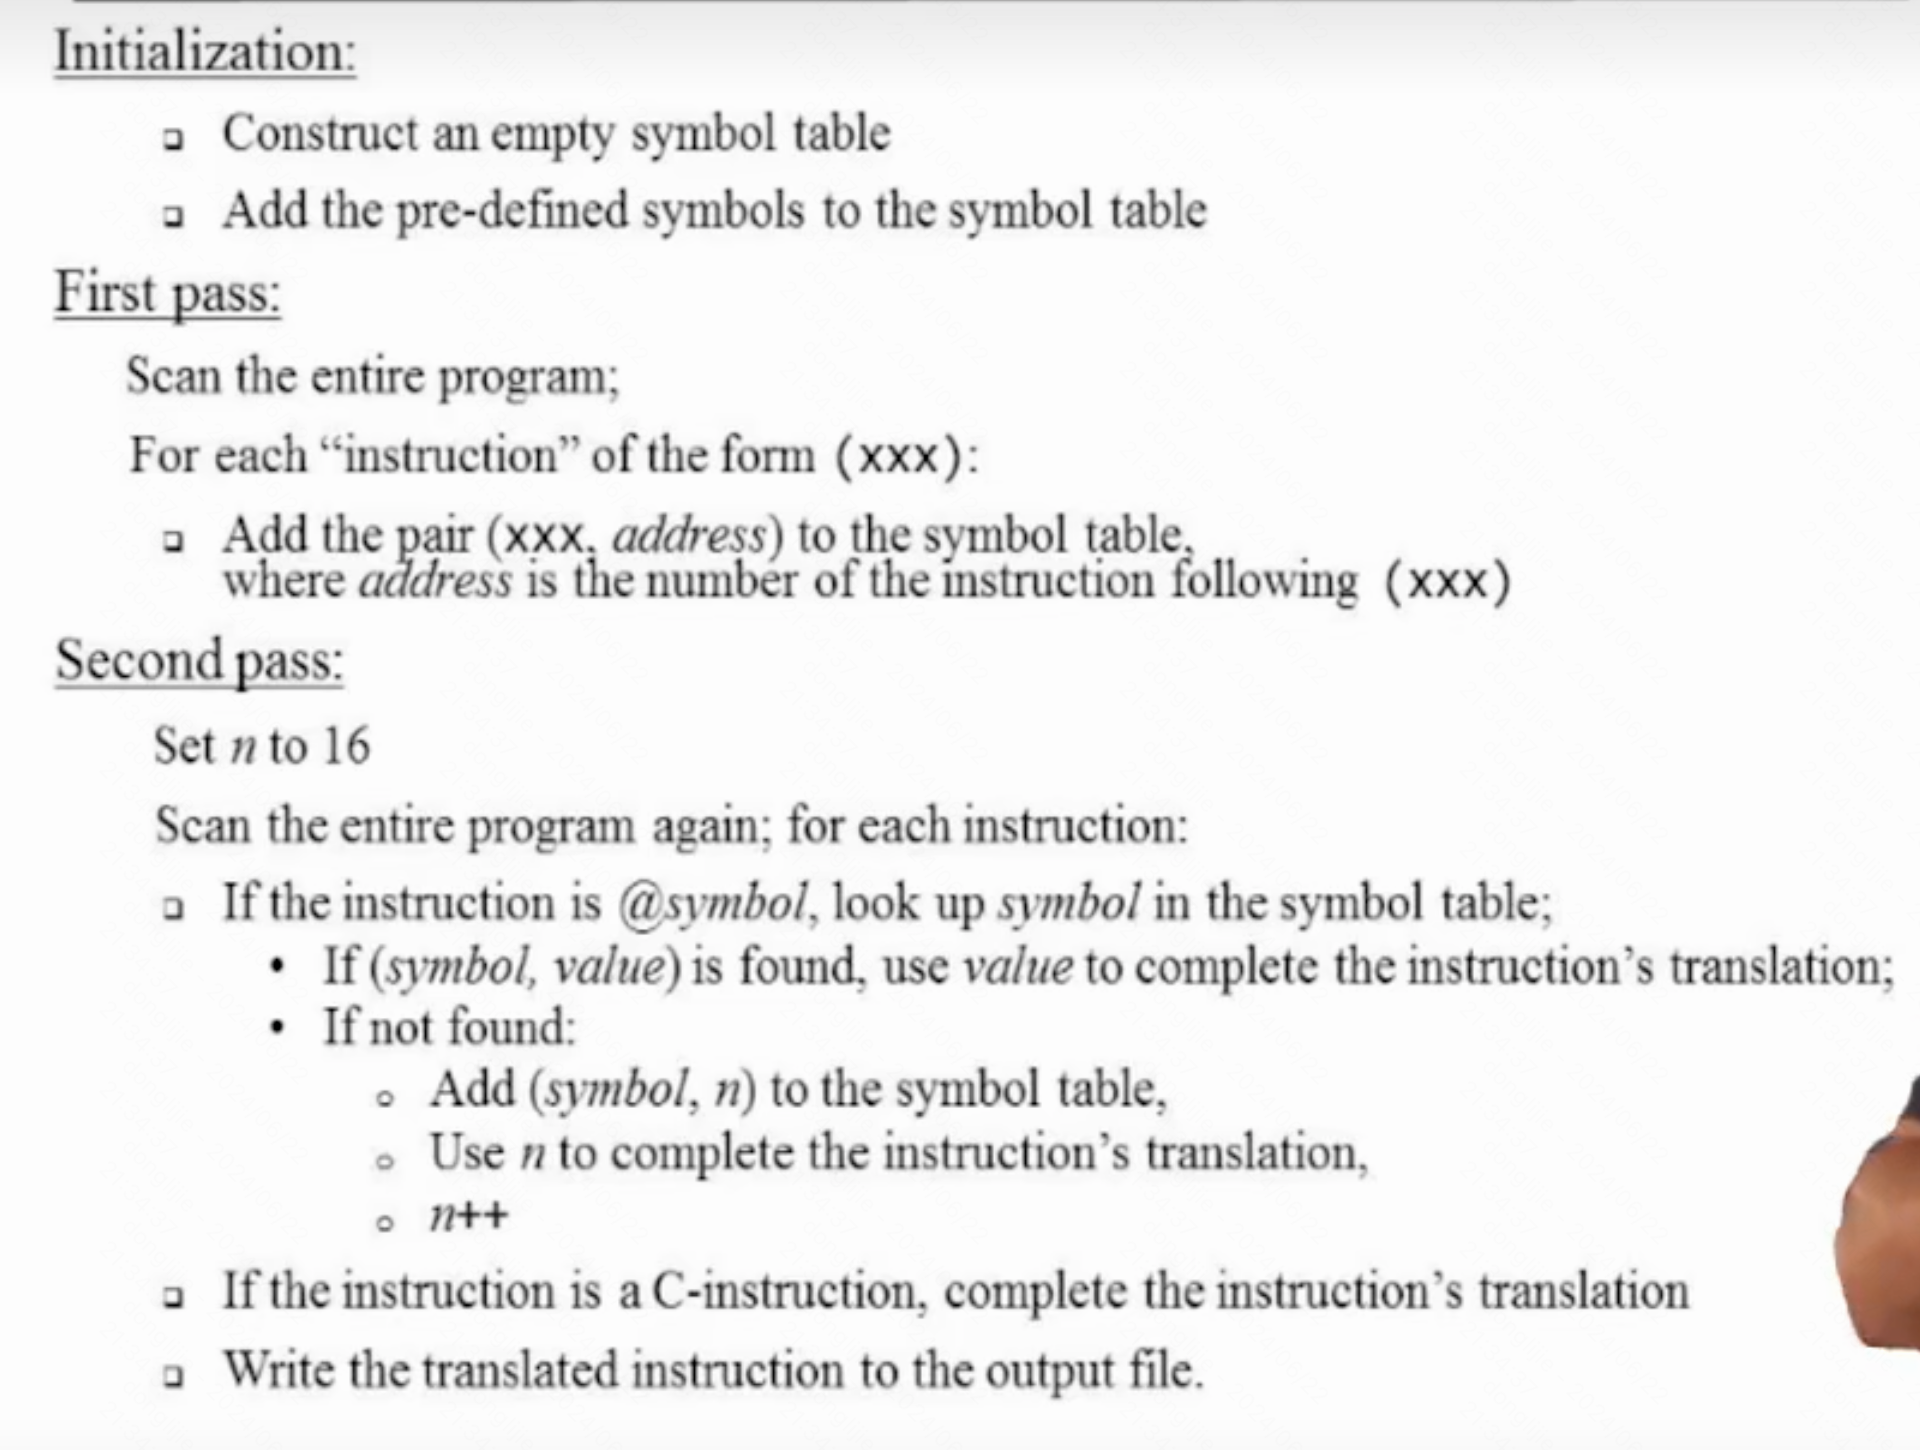 Initialization:
Construct an empty symbol table
Add the pre-defined symbols to the symbol table
First pass:
Scan the entire program;
For each “instruction” of the form (xxx):
Add the pair (xxx, address) to the symbol table,
where address is the number of the instruction following (xxx)
Second pass:
Set n to 16
Scan the entire program again; for each instruction:
If the instruction is @symbol, look up symbol in the symbol table;
• If (symbol, value) is found, use value to complete the instruction’s translation;
• If not found:
Add (symbol, n) to the symbol table,
Use n to complete the instruction’s translation,
n++
If the instruction is a C-instruction, complete the instruction’s translation
Write the translated instruction to the output file.